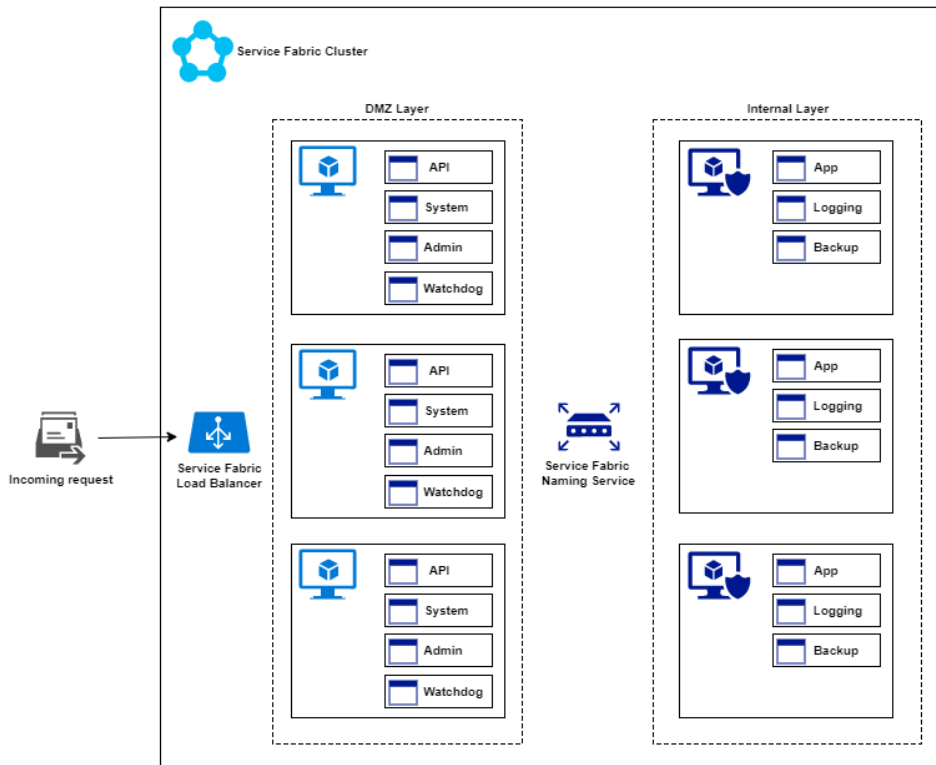 Service Fabric Cluster
DMZ Layer
API
System
Admin
Watchdog
API
System
Admin
Watchdog
API
System
Admin
Watchdog
Internal Layer
App
Logging
Backup
App
Logging
Backup
App
Logging
Backup
Incoming request
Service Fabric
Load Balancer
Service Fabric
Naming Service